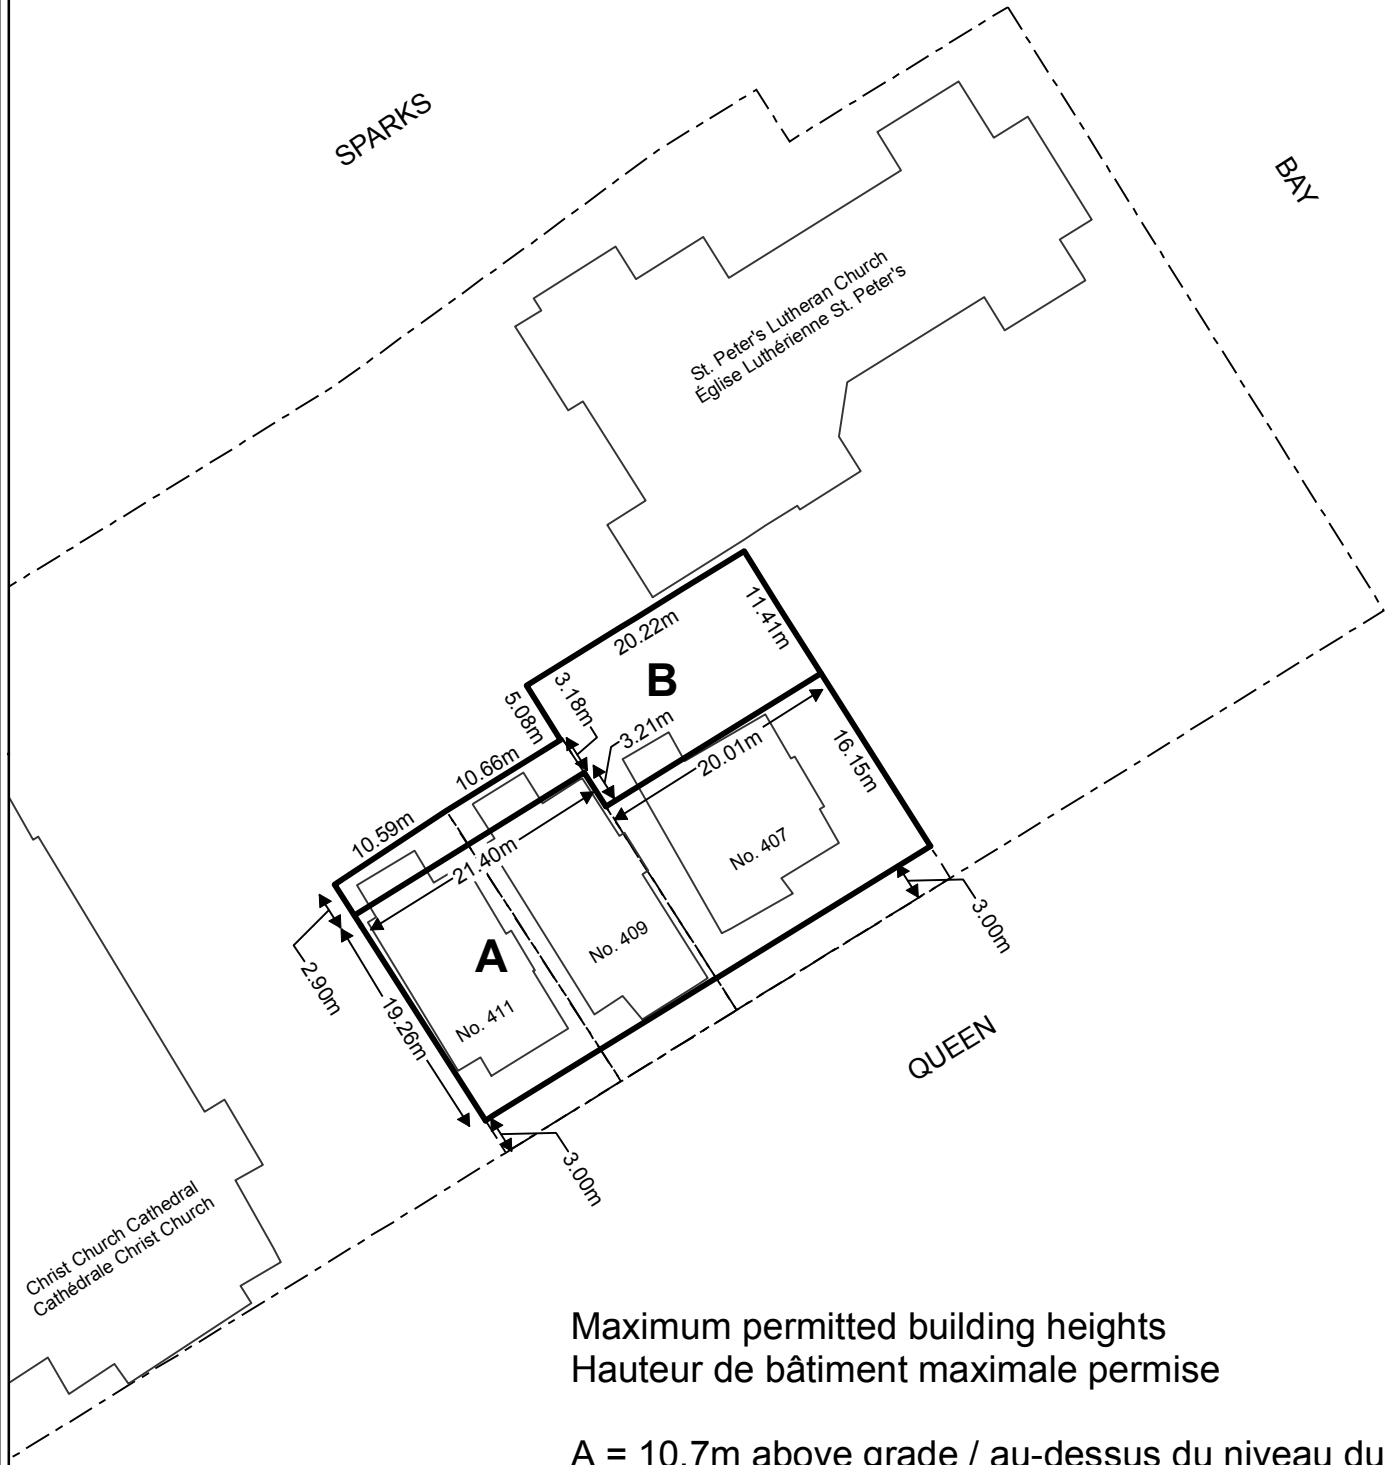 SPARKS
BAY
St. Peter's Lutheran Church
Église Luthérienne St. Peter's
20.22m
11.41m
B
5.08m
3.18m
3.21m
20.01m
16.15m
10.66m
10.59m
21.40m
No. 407
A
No. 409
No. 411
2.90m
19.26m
3.00m
3.00m
QUEEN
Christ Church Cathedral
Cathédrale Christ Church
Maximum permitted building heights
Hauteur de bâtiment maximale permise
A = 10.7m above grade / au-dessus du niveau du